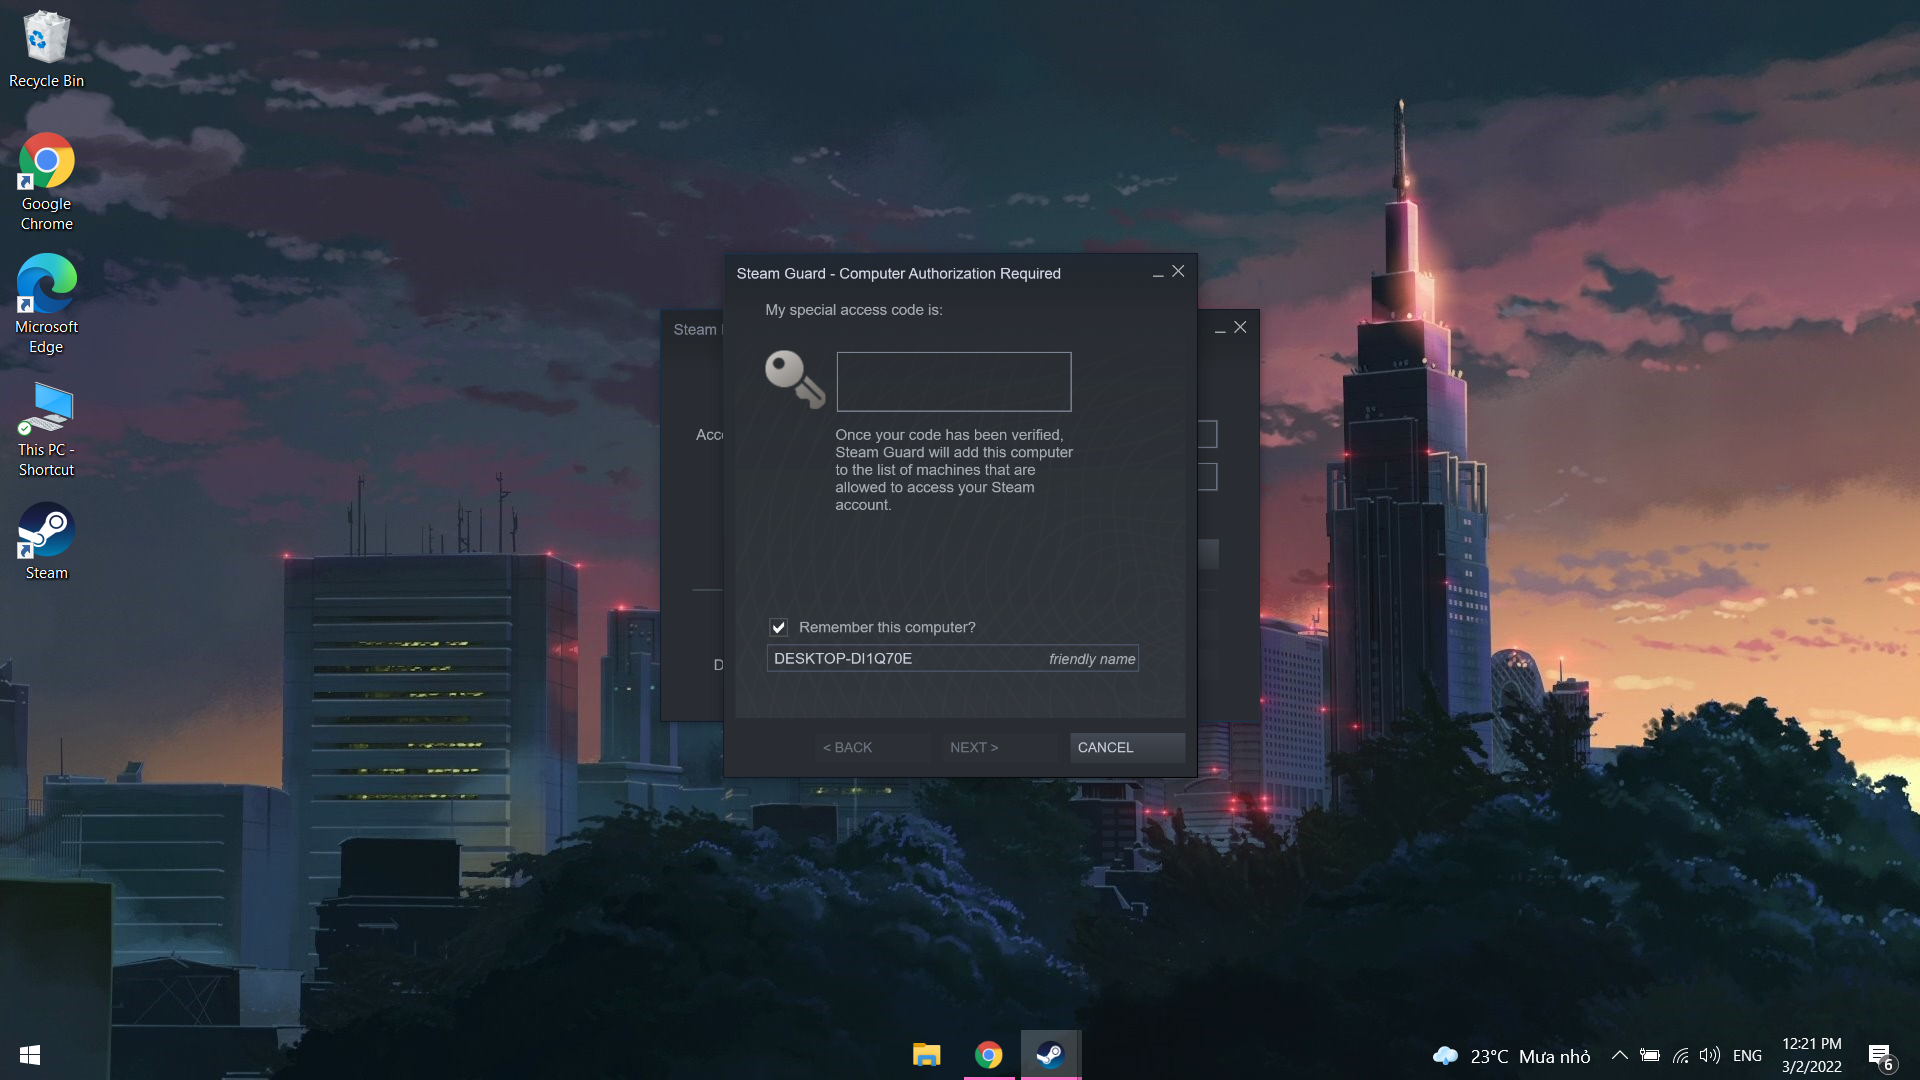 Recycle Bin
Google
Chrome
Microsoft
Edge
This PC -
Shortcut
Steam
Steam
Acco
D
Steam Guard - Computer Authorization Required
My special access code is:
Once your code has been verified,
Steam Guard will add this computer
to the list of machines that are
allowed to access your Steam
account.
Remember this computer?
DESKTOP-DI1Q70E friendly name
< BACK NEXT > CANCEL
23°C Mưa nhỏ ENG
12:21 PM
3/2/2022
6